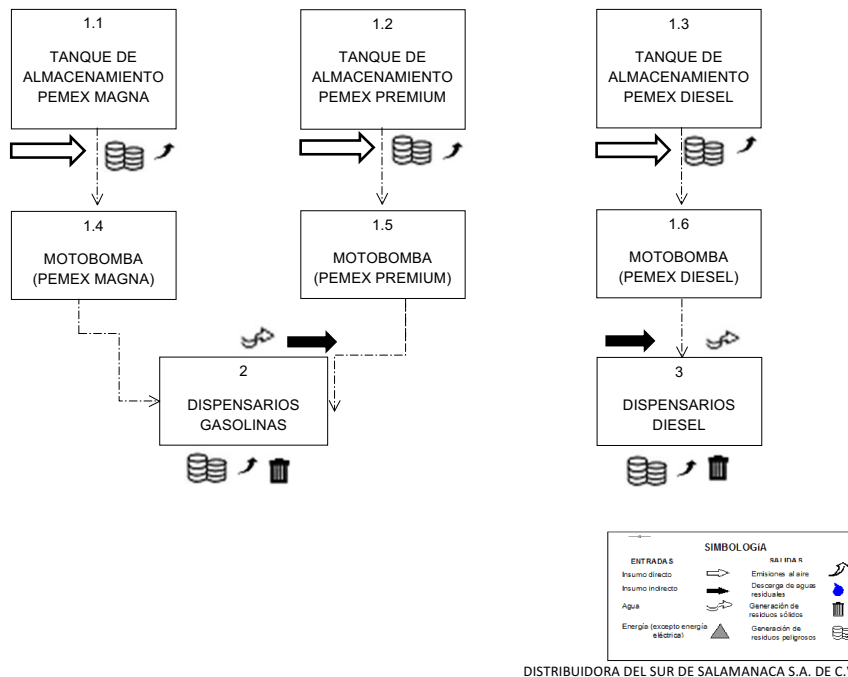 1.1
TANQUE DE
ALMACENAMIENTO
PEMEX MAGNA
1.2
TANQUE DE
ALMACENAMIENTO
PEMEX PREMIUM
1.3
TANQUE DE
ALMACENAMIENTO
PEMEX DIESEL
1.4
MOTOBOMBA
(PEMEX MAGNA)
1.5
MOTOBOMBA
(PEMEX PREMIUM)
1.6
MOTOBOMBA
(PEMEX DIESEL)
2
DISPENSARIOS
GASOLINAS
3
DISPENSARIOS
DIESEL
SIMBOLOGÍA
ENTRADAS
Insumo directo
Insumo indirecto
Agua
Energía (excepto energía
eléctrica)
SALIDAS
Emisiones al aire
Descarga de aguas
residuales
Generación de
residuos sólidos
Generación de
residuos peligrosos
DISTRIBUIDORA DEL SUR DE SALAMANACA S.A. DE C.V